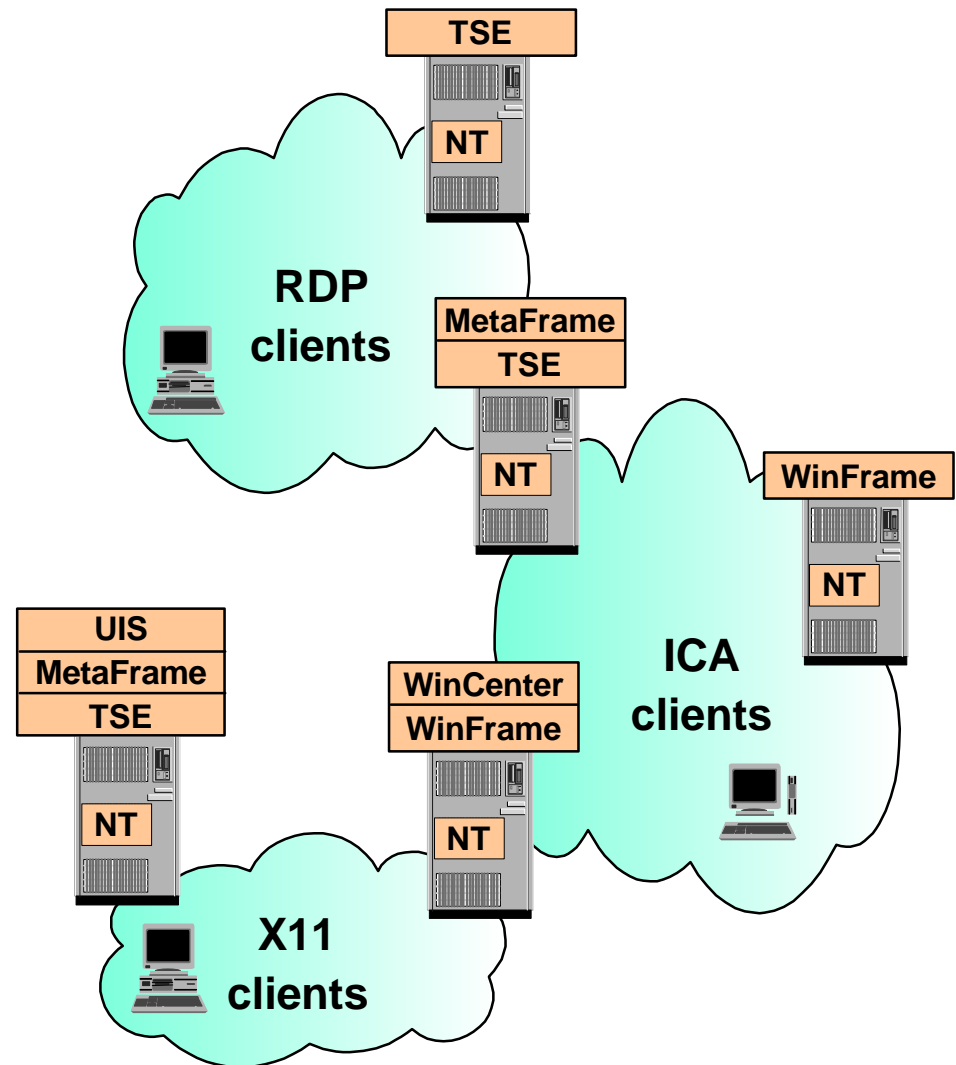 TSE
NT
RDP
clients
MetaFrame
TSE
NT
WinFrame
NT
ICA
clients
UIS
MetaFrame
TSE
NT
WinCenter
WinFrame
NT
X11
clients